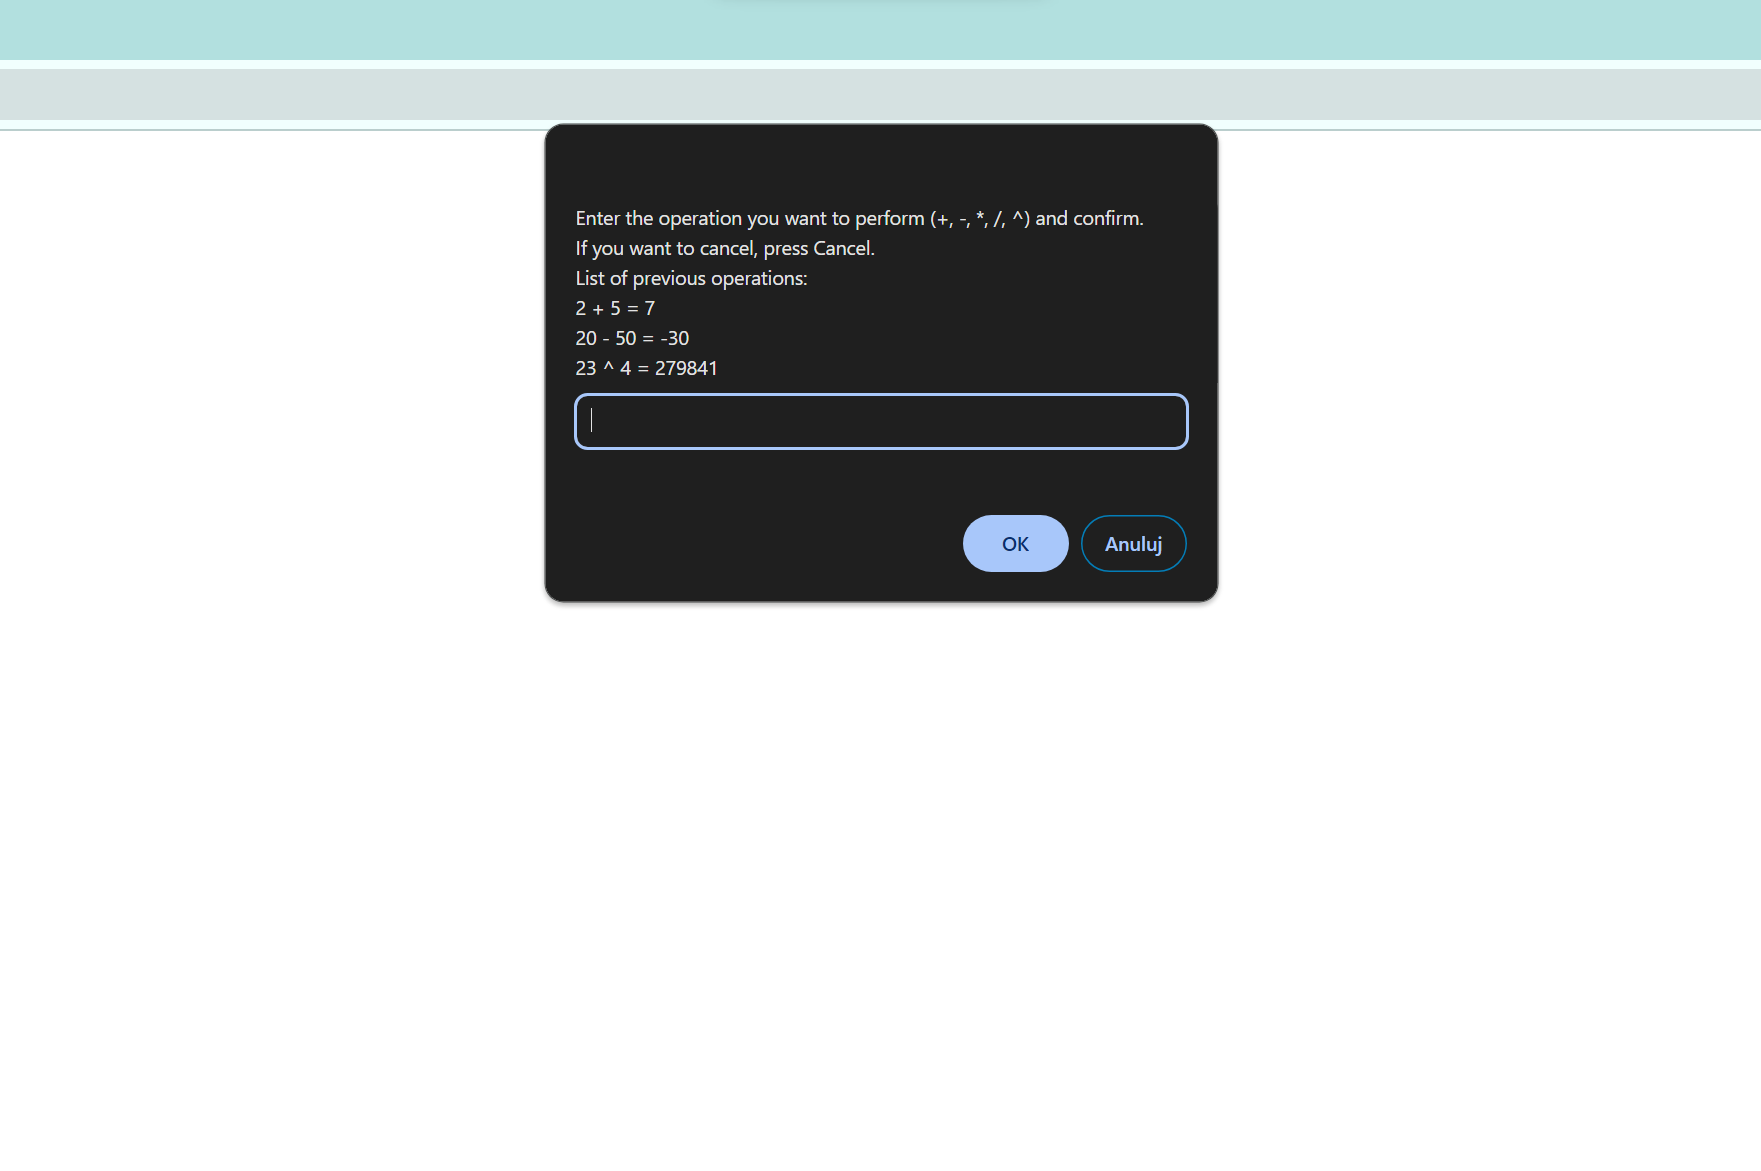 Enter the operation you want to perform (+, -, *, /, ^) and confirm.
If you want to cancel, press Cancel.
List of previous operations:
2 + 5 = 7
20 - 50 = -30
23 ^ 4 = 279841
OK
Anuluj